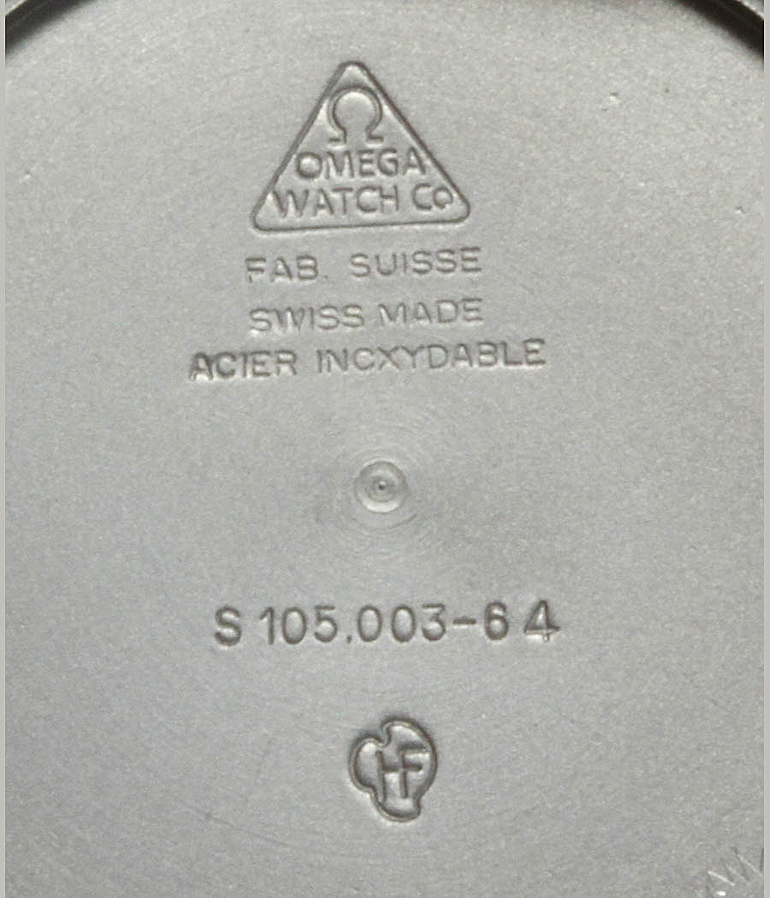 Ω
OMEGA
WATCH Co
FAB. SUISSE
SWISS MADE
ACIER INOXYDABLE
S 105.003-64
HF